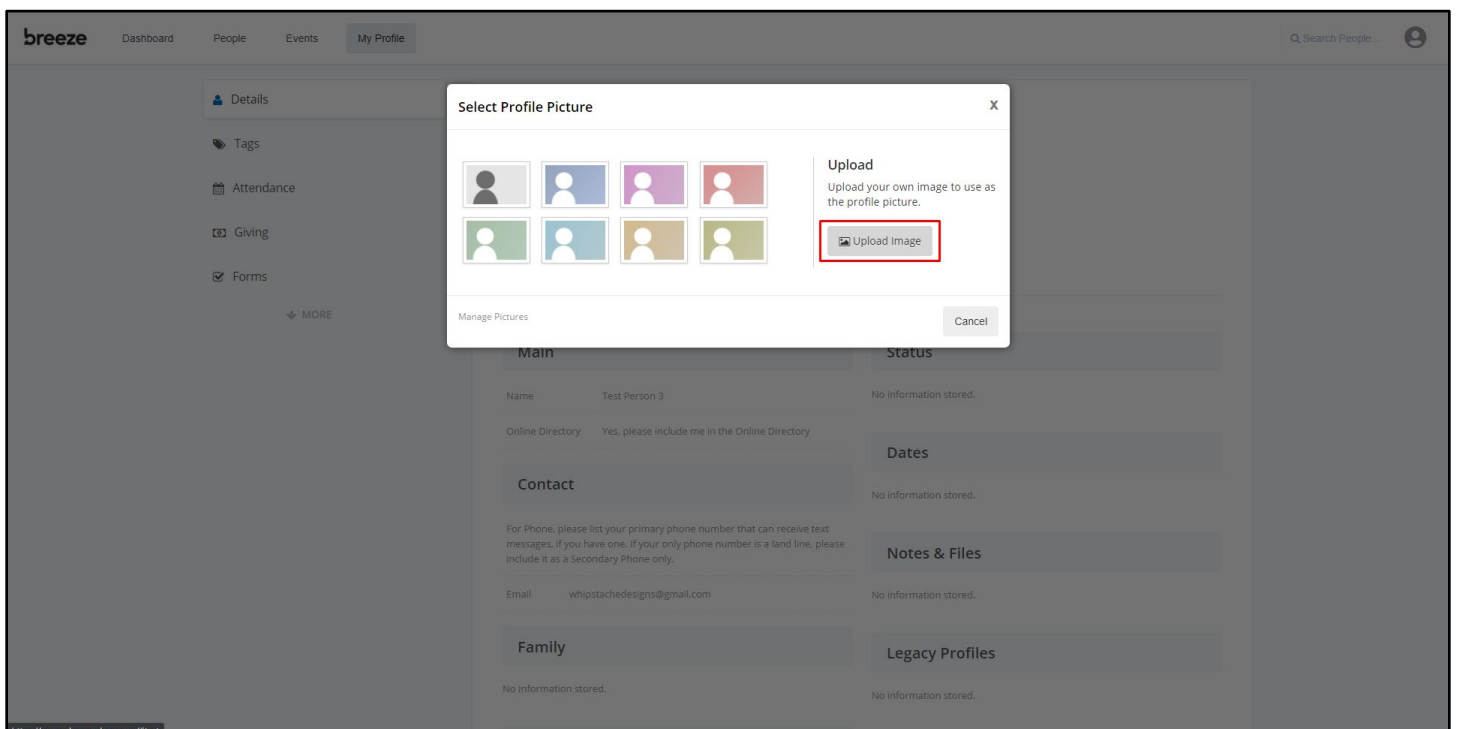 breeze
Dashboard
People
Events
My Profile
Search People...
Details
Tags
Attendance
Giving
Forms
MORE
Select Profile Picture
X
Upload
Upload your own image to use as
the profile picture.
Upload Image
Manage Pictures
Cancel
Main
Name Test Person 3
Online Directory Yes, please include me in the Online Directory
Contact
For Phone, please list your primary phone number that can receive text
messages, if you have one. If your only phone number is a land line, please
include it as a Secondary Phone only.
Email whipstachedesigns@gmail.com
Family
No information stored.
Status
No information stored.
Dates
No information stored.
Notes & Files
No information stored.
Legacy Profiles
No information stored.